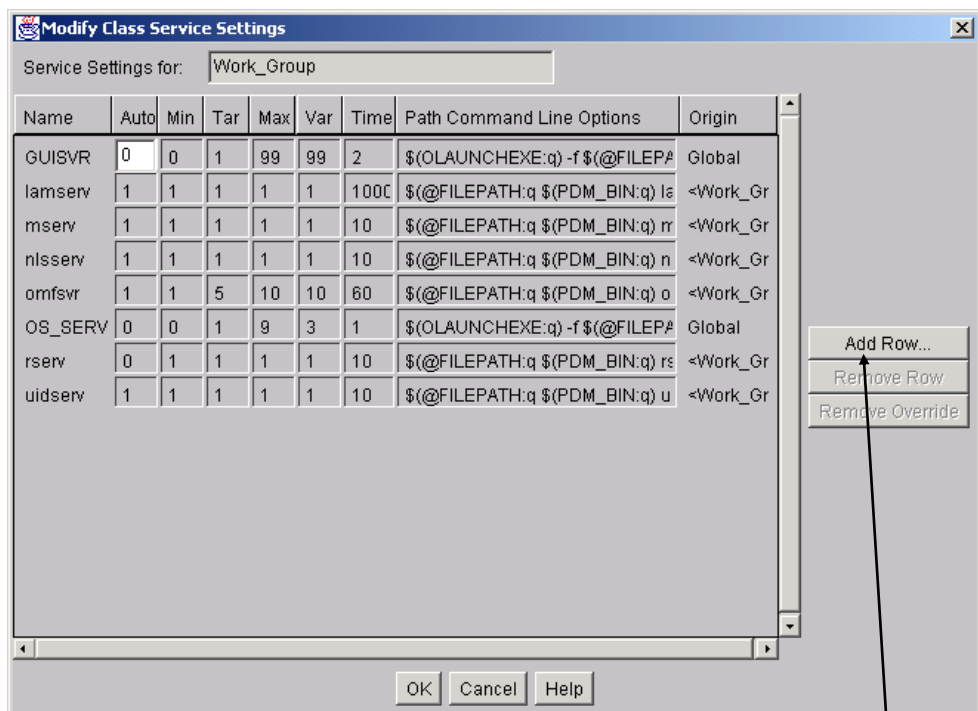 Modify Class Service Settings
Service Settings for: Work_Group
Name Auto Min Tar Max Var Time Path Command Line Options Origin
GUISVR 0 0 1 99 99 2 $(OLAUNCHEXE:q) -f $(@FILEPA Global
lamserv 1 1 1 1 1 1000 $(@FILEPATH:q $(PDM_BIN:q) la <Work_Gr
mserv 1 1 1 1 1 10 $(@FILEPATH:q $(PDM_BIN:q) m <Work_Gr
nlsserv 1 1 1 1 1 10 $(@FILEPATH:q $(PDM_BIN:q) n <Work_Gr
omfsvr 1 1 5 10 10 60 $(@FILEPATH:q $(PDM_BIN:q) o <Work_Gr
OS_SERV 0 0 1 9 3 1 $(OLAUNCHEXE:q) -f $(@FILEPA Global
rserv 0 1 1 1 1 10 $(@FILEPATH:q $(PDM_BIN:q) rs <Work_Gr
uidserv 1 1 1 1 1 10 $(@FILEPATH:q $(PDM_BIN:q) u <Work_Gr
Add Row...
Remove Row
Remove Override
OK Cancel Help